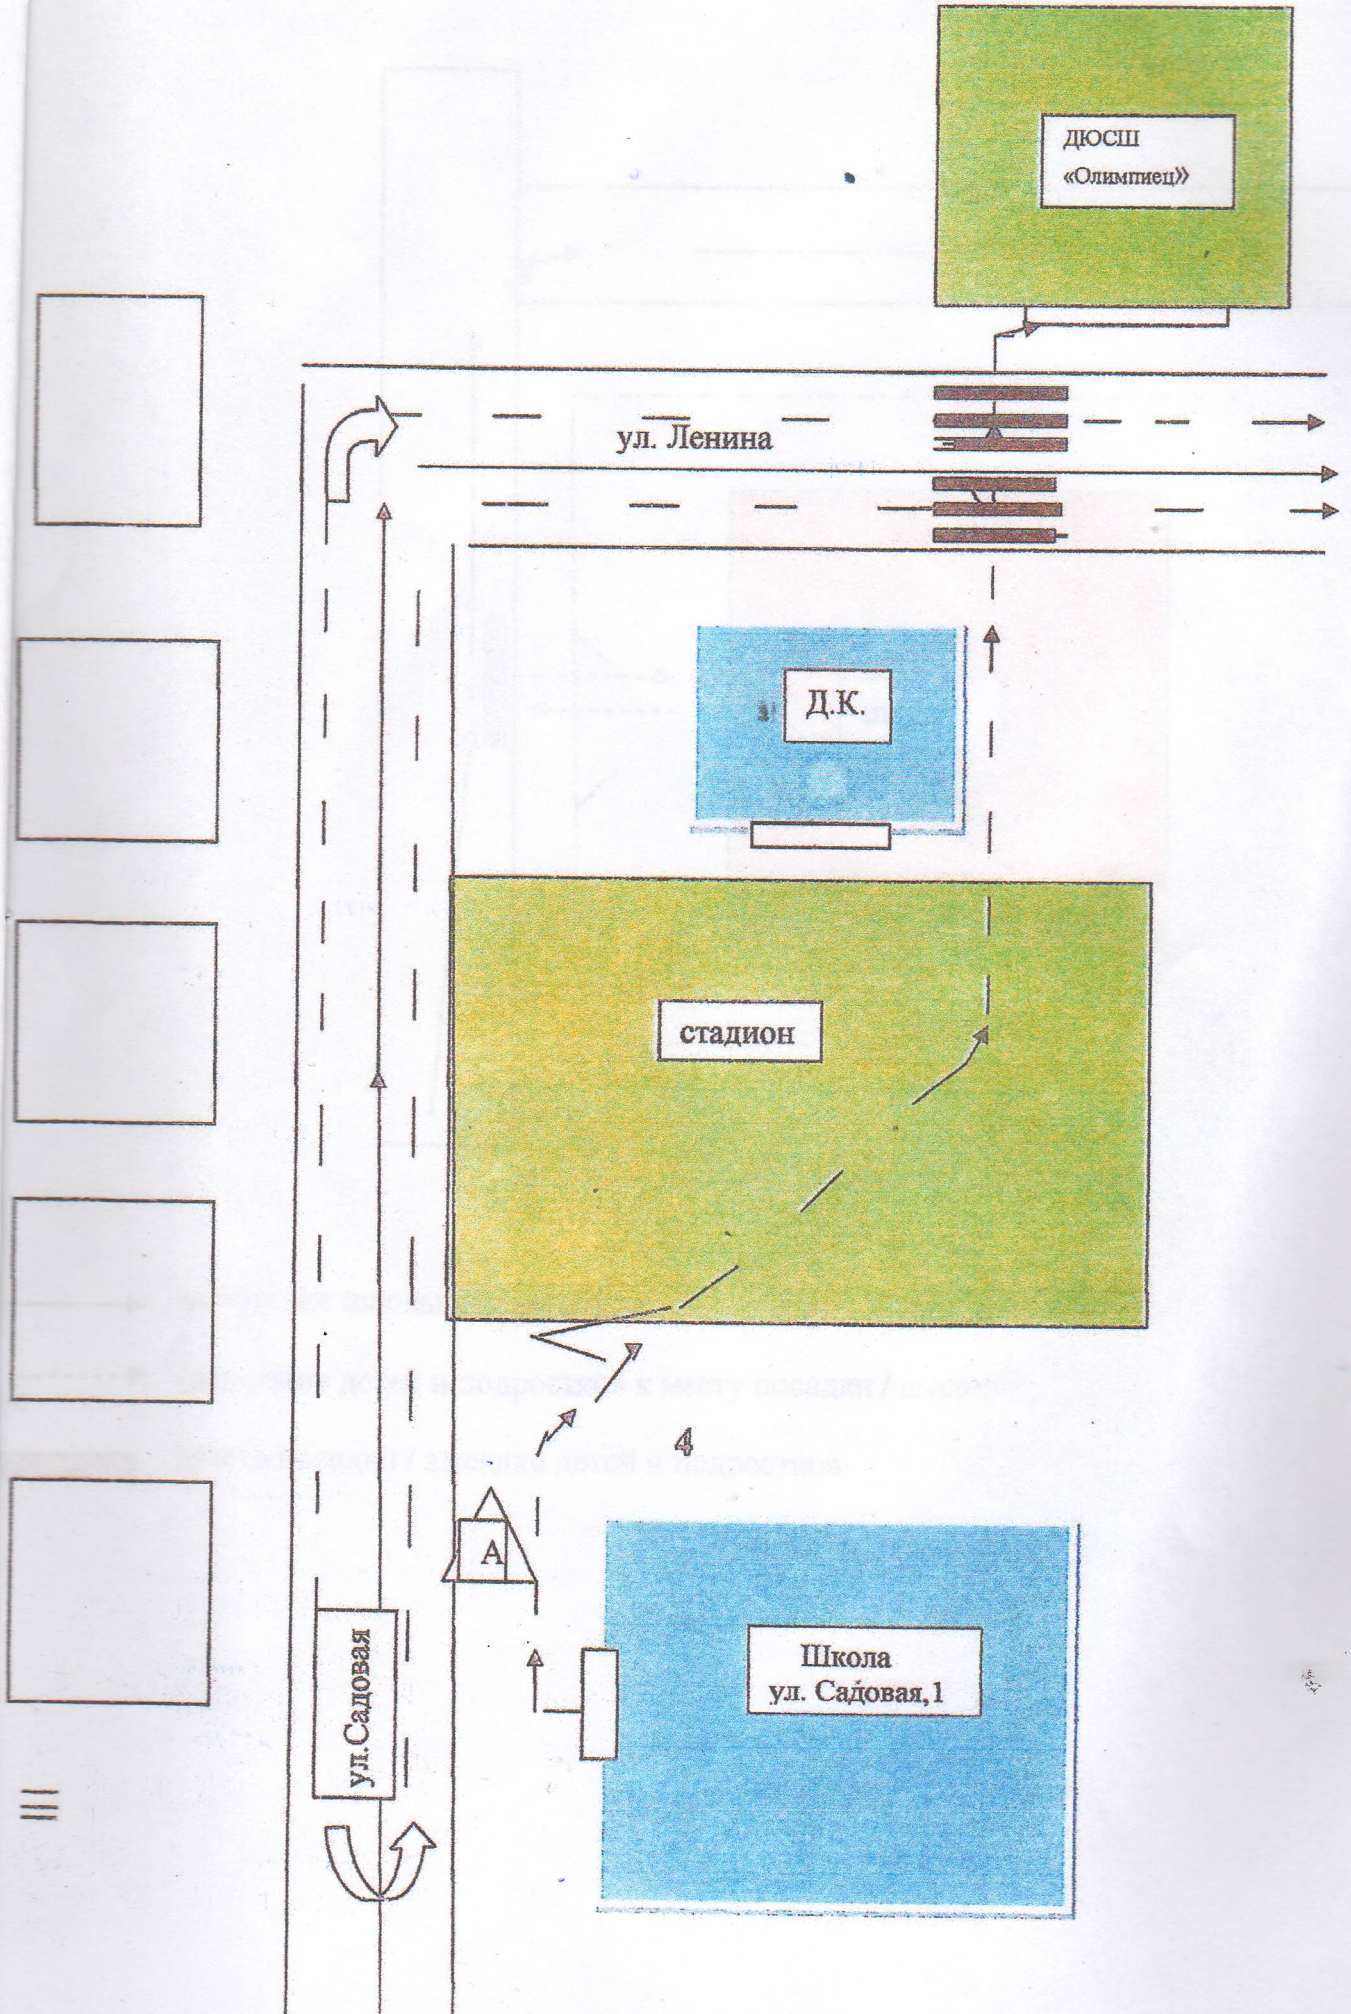 ДЮСШ
«Олимпиец»
ул. Ленина
Д.К.
стадион
4
А
Школа
ул. Садовая,1
ул.Садовая